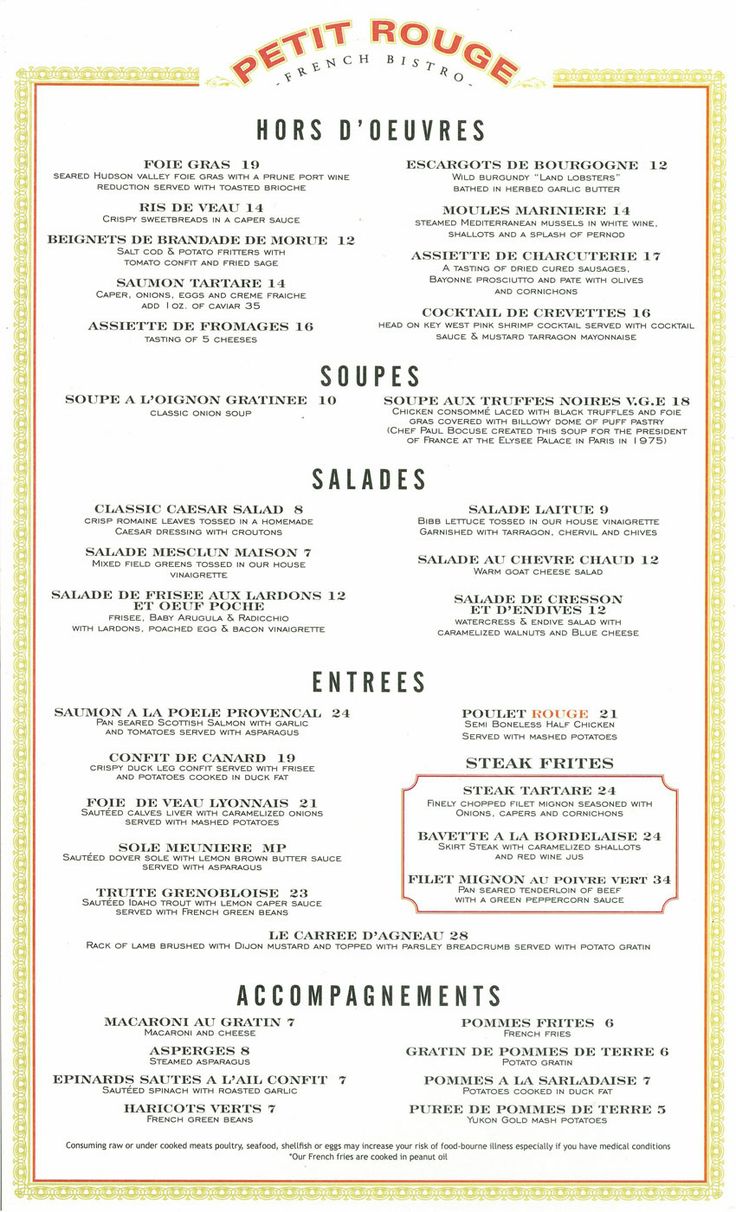 PETIT ROUGE
- FRENCH BISTRO -
HORS D'OEUVRES
FOIE GRAS 19
SEARED HUDSON VALLEY FOIE GRAS WITH A PRUNE PORT WINE
REDUCTION SERVED WITH TOASTED BRIOCHE
RIS DE VEAU 14
CRISPY SWEETBREADS IN A CAPER SAUCE
BEIGNETS DE BRANDADE DE MORUE 12
SALT COD & POTATO FRITTERS WITH
TOMATO CONFIT AND FRIED SAGE
SAUMON TARTARE 14
CAPER, ONIONS, EGGS AND CREME FRAICHE
ADD 1OZ. OF CAVIAR 35
ASSIETTE DE FROMAGES 16
TASTING OF 5 CHEESES
ESCARGOTS DE BOURGOGNE 12
WILD BURGUNDY "LAND LOBSTERS"
BATHED IN HERBED GARLIC BUTTER
MOULES MARINIERE 14
STEAMED MEDITERRANEAN MUSSELS IN WHITE WINE,
SHALLOTS AND A SPLASH OF PERNOD
ASSIETTE DE CHARCUTERIE 17
A TASTING OF DRIED CURED SAUSAGES,
BAYONNE PROSCIUTTO AND PATE WITH OLIVES
AND CORNICHONS
COCKTAIL DE CREVETTES 16
HEAD ON KEY WEST PINK SHRIMP COCKTAIL SERVED WITH COCKTAIL
SAUCE & MUSTARD TARRAGON MAYONNAISE
SOUPES
SOUPE A L'OIGNON GRATINEE 10
CLASSIC ONION SOUP
SOUPE AUX TRUFFES NOIRES V.G.E 18
CHICKEN CONSOMMÉ LACED WITH BLACK TRUFFLES AND FOIE
GRAS COVERED WITH BILLOWY DOME OF PUFF PASTRY
(CHEF PAUL BOCUSE CREATED THIS SOUP FOR THE PRESIDENT
OF FRANCE AT THE ELYSEE PALACE IN PARIS IN 1975)
SALADES
CLASSIC CAESAR SALAD 8
CRISP ROMAINE LEAVES TOSSED IN A HOMEMADE
CAESAR DRESSING WITH CROUTONS
SALADE MESCLUN MAISON 7
MIXED FIELD GREENS TOSSED IN OUR HOUSE
VINAIGRETTE
SALADE DE FRISEE AUX LARDONS 12
ET OEUF POCHE
FRISEE, BABY ARUGULA & RADICCHIO
WITH LARDONS, POACHED EGG & BACON VINAIGRETTE
SALADE LAITUE 9
BIBB LETTUCE TOSSED IN OUR HOUSE VINAIGRETTE
GARNISHED WITH TARRAGON, CHERVIL AND CHIVES
SALADE AU CHEVRE CHAUD 12
WARM GOAT CHEESE SALAD
SALADE DE CRESSON
ET D'ENDIVES 12
WATERCRESS & ENDIVE SALAD WITH
CARAMELIZED WALNUTS AND BLUE CHEESE
ENTREES
SAUMON A LA POELE PROVENCAL 24
PAN SEARED SCOTTISH SALMON WITH GARLIC
AND TOMATOES SERVED WITH ASPARAGUS
CONFIT DE CANARD 19
CRISPY DUCK LEG CONFIT SERVED WITH FRISEE
AND POTATOES COOKED IN DUCK FAT
FOIE DE VEAU LYONNAIS 21
SAUTÉED CALVES LIVER WITH CARAMELIZED ONIONS
SERVED WITH MASHED POTATOES
SOLE MEUNIERE MP
SAUTÉED DOVER SOLE WITH LEMON BROWN BUTTER SAUCE
SERVED WITH ASPARAGUS
TRUITE GRENOBLOISE 23
SAUTÉED IDAHO TROUT WITH LEMON CAPER SAUCE
SERVED WITH FRENCH GREEN BEANS
POULET ROUGE 21
SEMI BONELESS HALF CHICKEN
SERVED WITH MASHED POTATOES
STEAK FRITES
STEAK TARTARE 24
FINELY CHOPPED FILET MIGNON SEASONED WITH
ONIONS, CAPERS AND CORNICHONS
BAVETTE A LA BORDELAISE 24
SKIRT STEAK WITH CARAMELIZED SHALLOTS
AND RED WINE JUS
FILET MIGNON AU POIVRE VERT 34
PAN SEARED TENDERLOIN OF BEEF
WITH A GREEN PEPPERCORN SAUCE
LE CARREE D'AGNEAU 28
RACK OF LAMB BRUSHED WITH DIJON MUSTARD AND TOPPED WITH PARSLEY BREADCRUMB SERVED WITH POTATO GRATIN
ACCOMPAGNEMENTS
MACARONI AU GRATIN 7
MACARONI AND CHEESE
ASPERGES 8
STEAMED ASPARAGUS
EPINARDS SAUTES A L'AIL CONFIT 7
SAUTÉED SPINACH WITH ROASTED GARLIC
HARICOTS VERTS 7
FRENCH GREEN BEANS
POMMES FRITES 6
FRENCH FRIES
GRATIN DE POMMES DE TERRE 6
POTATO GRATIN
POMMES A LA SARLADAISE 7
POTATOES COOKED IN DUCK FAT
PUREE DE POMMES DE TERRE 5
YUKON GOLD MASH POTATOES
Consuming raw or under cooked meats poultry, seafood, shellfish or eggs may increase your risk of food-bourne illness especially if you have medical conditions
*Our French fries are cooked in peanut oil